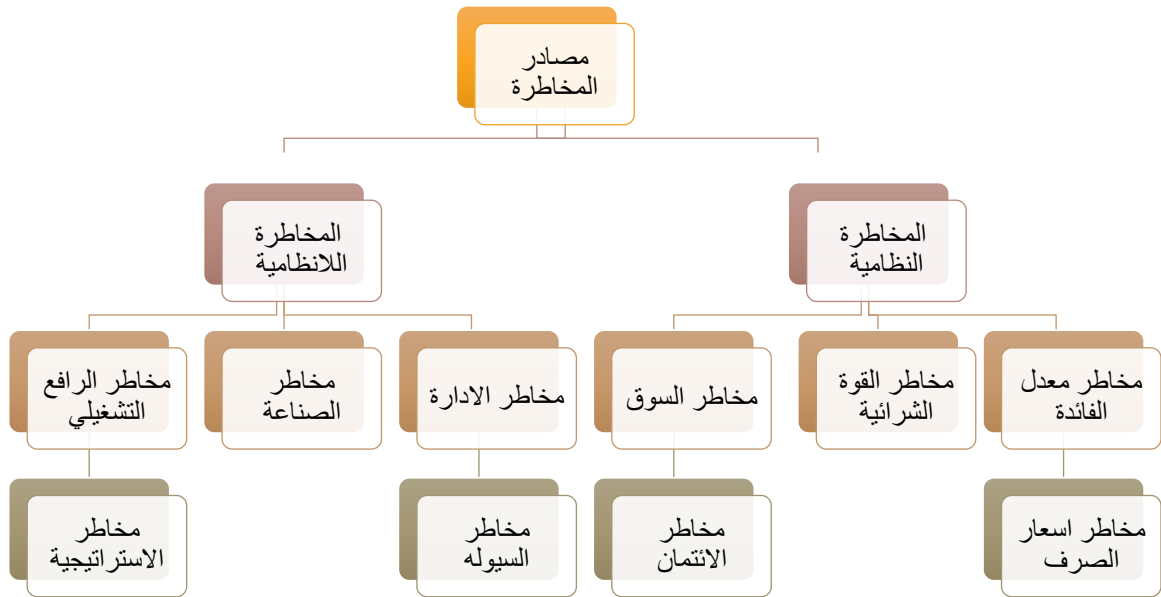 مصادر
المخاطرة
المخاطرة
النظامية
المخاطرة
اللانظامية
مخاطر معدل
الفائدة
مخاطر القوة
الشرائية
مخاطر السوق
مخاطر الادارة
مخاطر
الصناعة
مخاطر الرافع
التشغيلي
مخاطر اسعار
الصرف
مخاطر
الائتمان
مخاطر
السيوله
مخاطر
الاستراتيجية